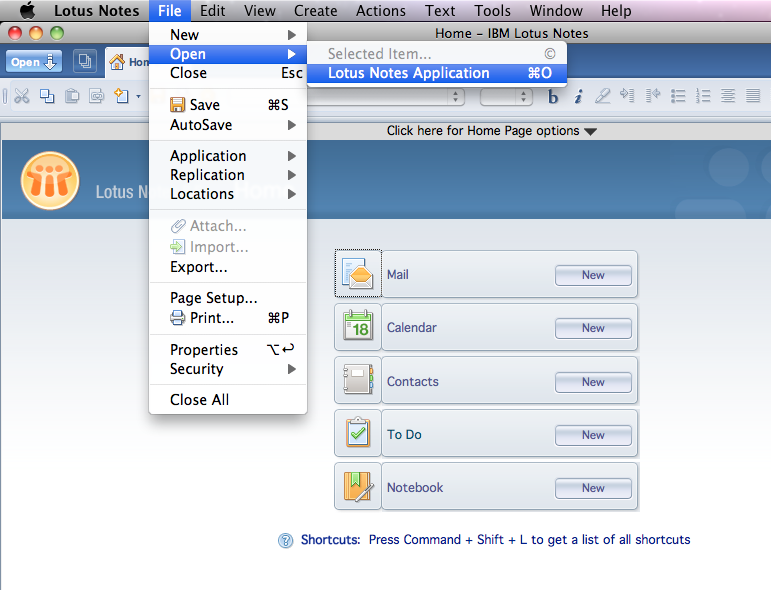 Lotus Notes File Edit View Create Actions Text Tools Window Help
Home – IBM Lotus Notes
New
Open
Selected Item... ©
Close Esc
Lotus Notes Application ⌘O
Open Hon
Save ⌘S
b i
AutoSave
Click here for Home Page options
Application
Replication
Locations
Lotus N
Attach...
Import...
Export...
Page Setup...
Print... ⌘P
Properties ⌥↩
Security
Close All
Mail New
18 Calendar New
Contacts New
To Do New
Notebook New
? Shortcuts: Press Command + Shift + L to get a list of all shortcuts